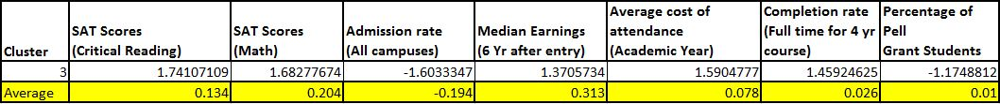 Cluster SAT Scores (Critical Reading) SAT Scores (Math) Admission rate (All campuses) Median Earnings (6 Yr after entry) Average cost of attendance (Academic Year) Completion rate (Full time for 4 yr course) Percentage of Pell Grant Students
3 1.74107109 1.68277674 -1.6033347 1.3705734 1.5904777 1.45924625 -1.1748812
Average 0.134 0.204 -0.194 0.313 0.078 0.026 0.01